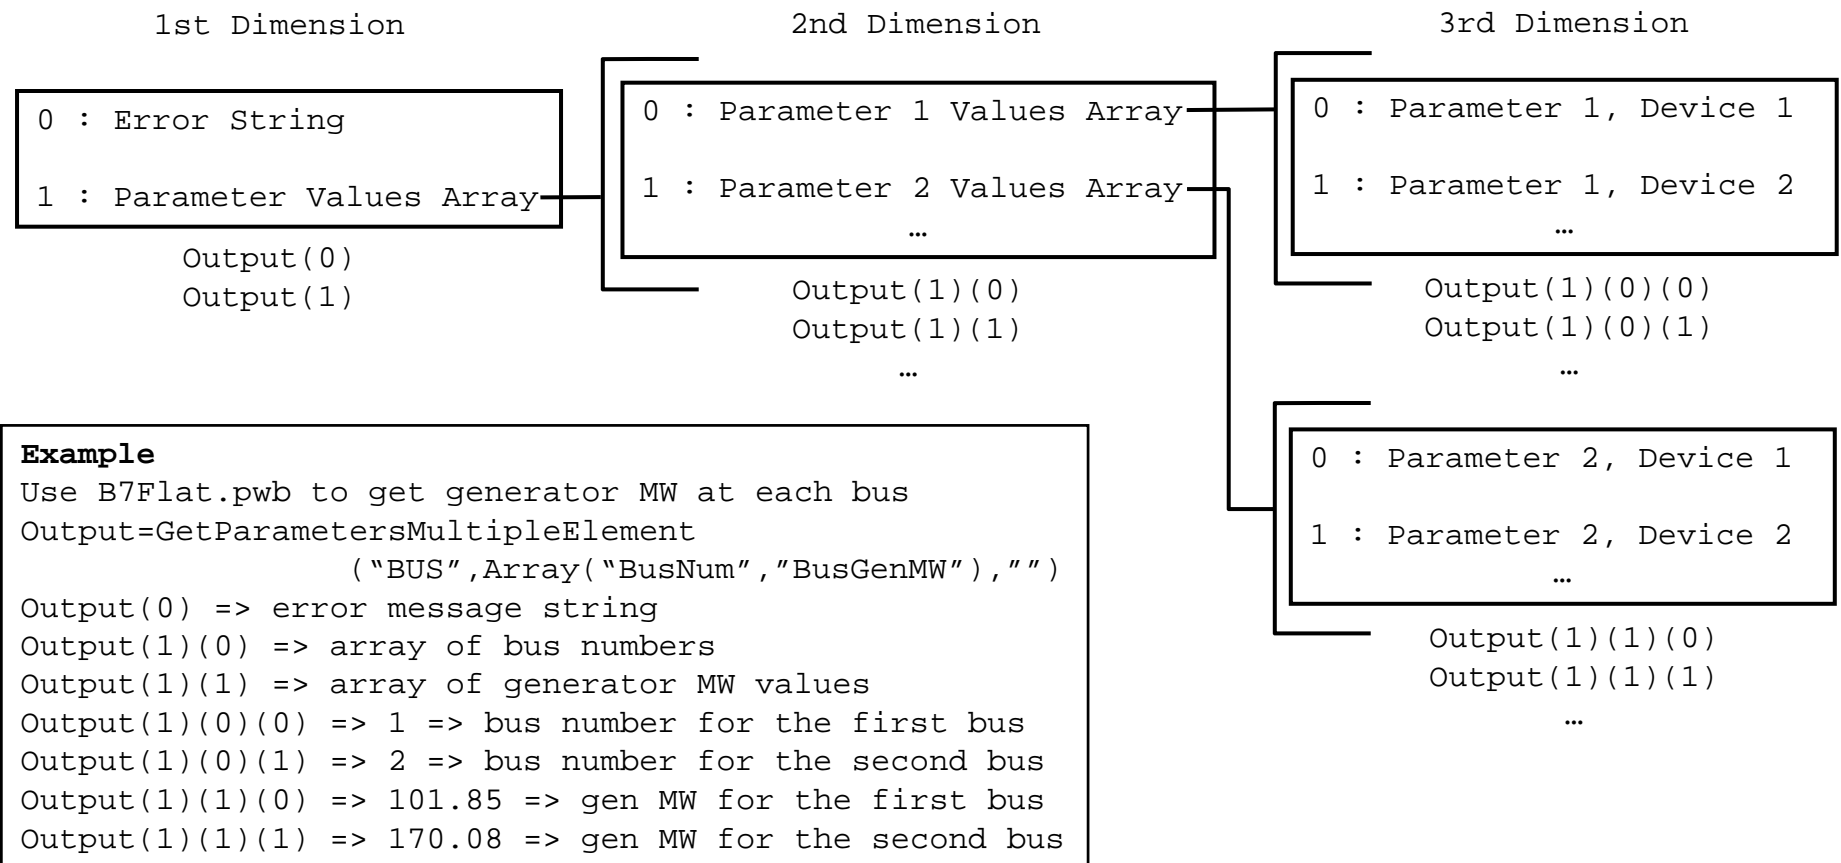 1st Dimension
0 : Error String
1 : Parameter Values Array
Output(0)
Output(1)
2nd Dimension
0 : Parameter 1 Values Array
1 : Parameter 2 Values Array
…
Output(1)(0)
Output(1)(1)
…
3rd Dimension
0 : Parameter 1, Device 1
1 : Parameter 1, Device 2
…
Output(1)(0)(0)
Output(1)(0)(1)
…
0 : Parameter 2, Device 1
1 : Parameter 2, Device 2
…
Output(1)(1)(0)
Output(1)(1)(1)
…
Example
Use B7Flat.pwb to get generator MW at each bus
Output=GetParametersMultipleElement
(“BUS”,Array(“BusNum”,”BusGenMW”),””)
Output(0) => error message string
Output(1)(0) => array of bus numbers
Output(1)(1) => array of generator MW values
Output(1)(0)(0) => 1 => bus number for the first bus
Output(1)(0)(1) => 2 => bus number for the second bus
Output(1)(1)(0) => 101.85 => gen MW for the first bus
Output(1)(1)(1) => 170.08 => gen MW for the second bus